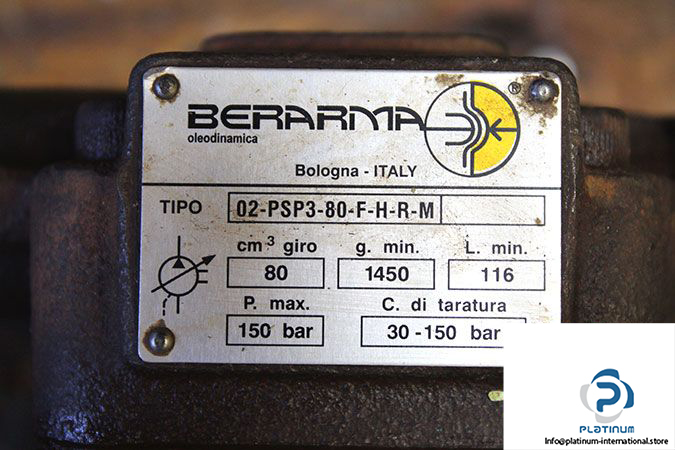 BERARMA ®
oleodinamica
Bologna - ITALY
TIPO 02-PSP3-80-F-H-R-M
cm³ giro g. min. L. min.
80 1450 116
P. max. C. di taratura
150 bar 30-150 bar
PLATINUM
Info@platinum-international.store